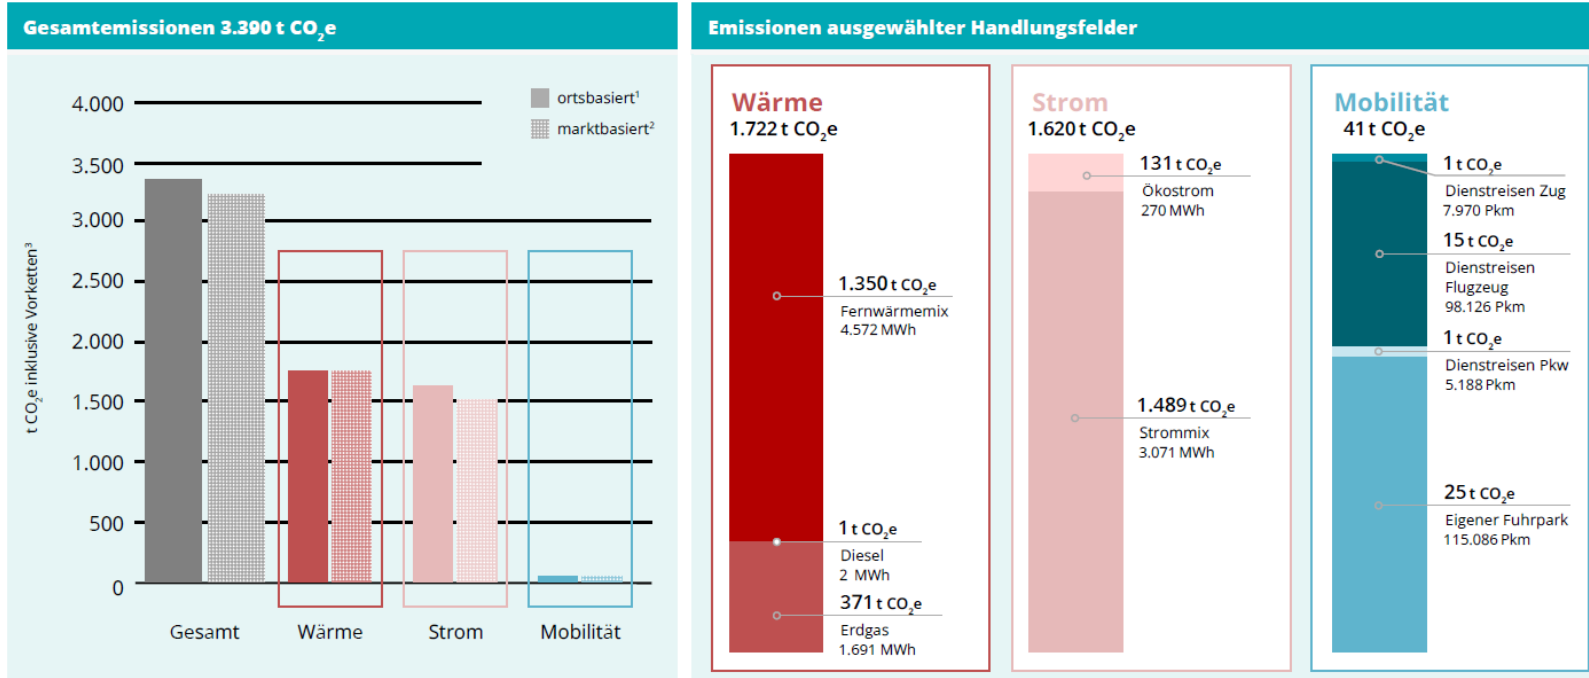 Gesamtemissionen 3.390 t CO₂e
ortsbasiert¹
marktbasiert²
t CO₂e inklusive Vorketten³
4.000
3.500
3.000
2.500
2.000
1.500
1.000
500
0
Gesamt
Wärme
Strom
Mobilität
Emissionen ausgewählter Handlungsfelder
Wärme
1.722 t CO₂e
1.350 t CO₂e
Fernwärmemix
4.572 MWh
1 t CO₂e
Diesel
2 MWh
371 t CO₂e
Erdgas
1.691 MWh
Strom
1.620 t CO₂e
131 t CO₂e
Ökostrom
270 MWh
1.489 t CO₂e
Strommix
3.071 MWh
Mobilität
41 t CO₂e
1 t CO₂e
Dienstreisen Zug
7.970 Pkm
15 t CO₂e
Dienstreisen
Flugzeug
98.126 Pkm
1 t CO₂e
Dienstreisen Pkw
5.188 Pkm
25 t CO₂e
Eigener Fuhrpark
115.086 Pkm